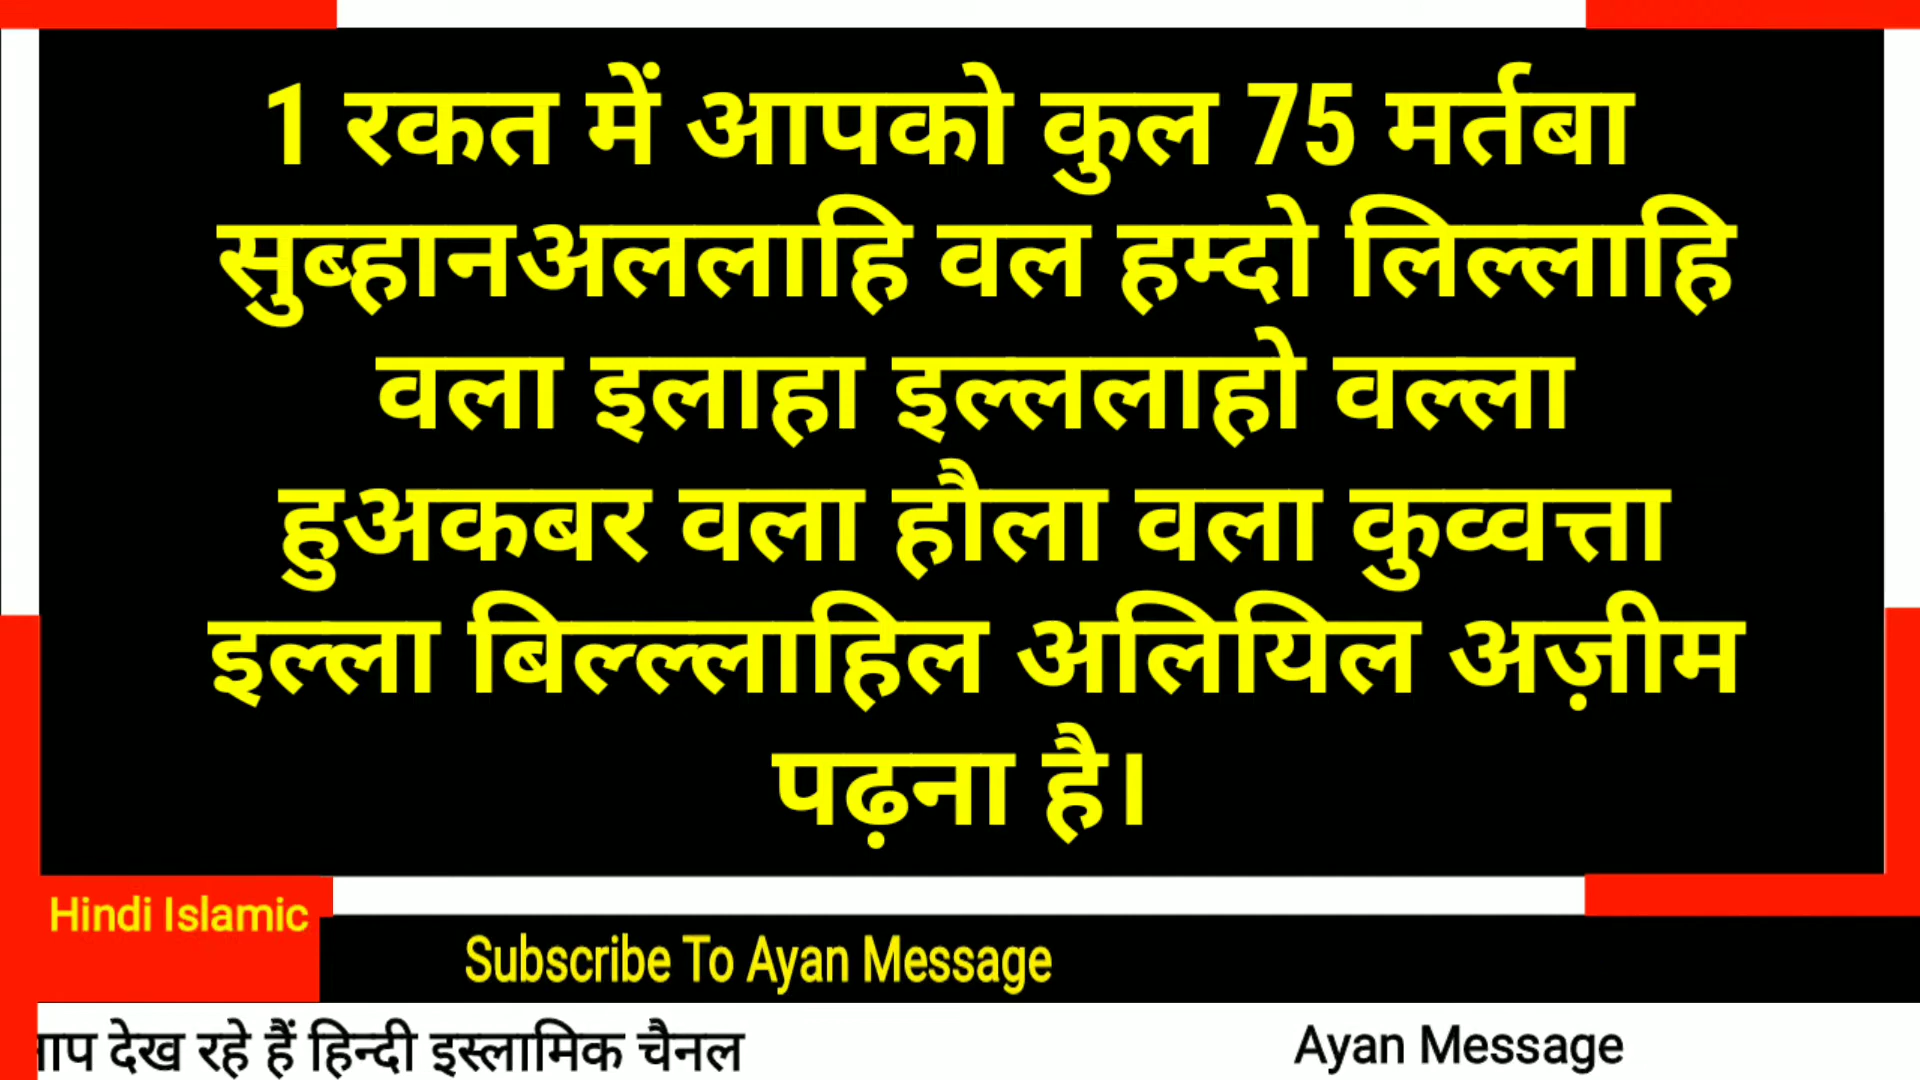 1 रकत में आपको कुल 75 मर्तबा
सुब्हानअललाहि वल हम्दो लिल्लाहि
वला इलाहा इल्ललाहो वल्ला
हुअकबर वला हौला वला कुव्वत्ता
इल्ला बिल्ल्लाहिल अलियिल अज़ीम
पढ़ना है।
Hindi Islamic
Subscribe To Ayan Message
देख रहे हैं हिन्दी इस्लामिक चैनल
Ayan Message